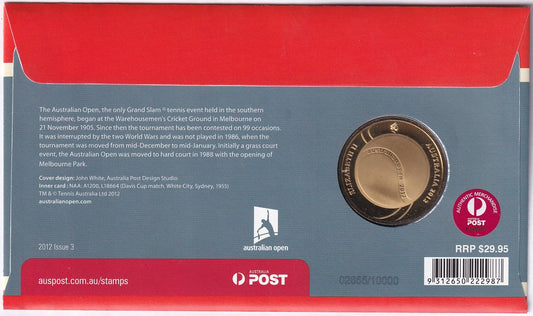 The Australian Open, the only Grand Slam ® tennis event held in the southern
hemisphere, began at the Warehousemen's Cricket Ground in Melbourne on
21 November 1905. Since then the tournament has been contested on 99 occasions.
It was interrupted by the two World Wars and was not played in 1986, when the
tournament was moved from mid-December to mid-January. Initially a grass court
event, the Australian Open was moved to hard court in 1988 with the opening of
Melbourne Park.
Cover design: John White, Australia Post Design Studio
Inner card: NAA: A1200, L18664 (Davis Cup match, White City, Sydney, 1955)
TM & © Tennis Australia Ltd 2012
australianopen.com
ELIZABETH II
AUSTRALIA 2012
AUTHENTIC MERCHANDISE
AUSTRALIA
POST
2012 Issue 3
australian open
RRP $29.95
auspost.com.au/stamps
AUSTRALIA
POST
02655/10000
9 312650 222987